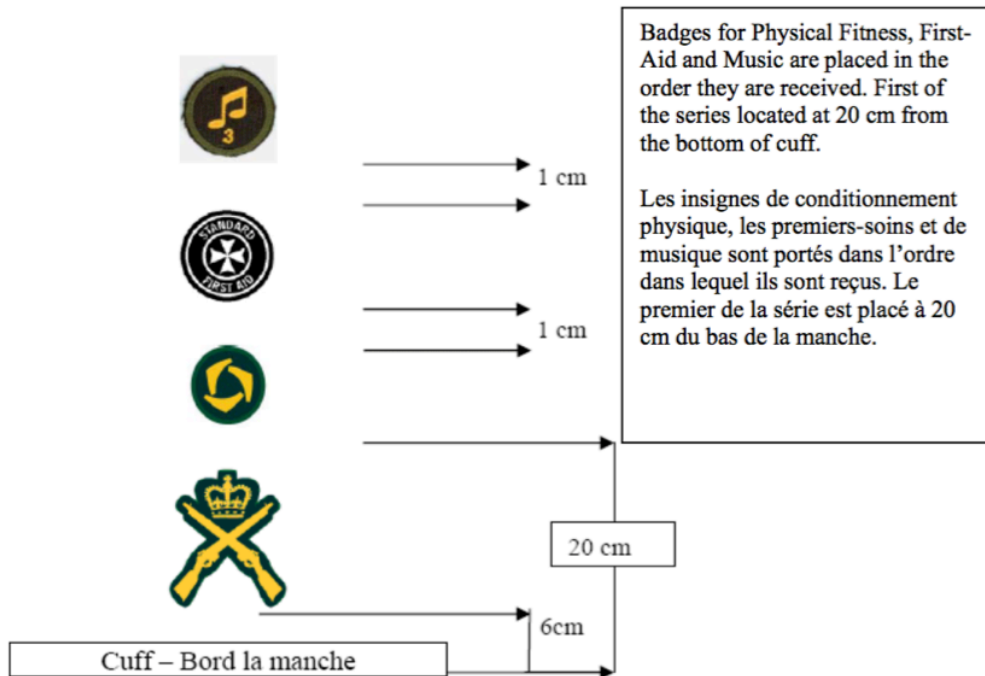 Badges for Physical Fitness, First-
Aid and Music are placed in the
order they are received. First of
the series located at 20 cm from
the bottom of cuff.
Les insignes de conditionnement
physique, les premiers-soins et de
musique sont portés dans l’ordre
dans lequel ils sont reçus. Le
premier de la série est placé à 20
cm du bas de la manche.
3
1 cm
STANDARD
FIRST AID
1 cm
20 cm
6cm
Cuff – Bord la manche